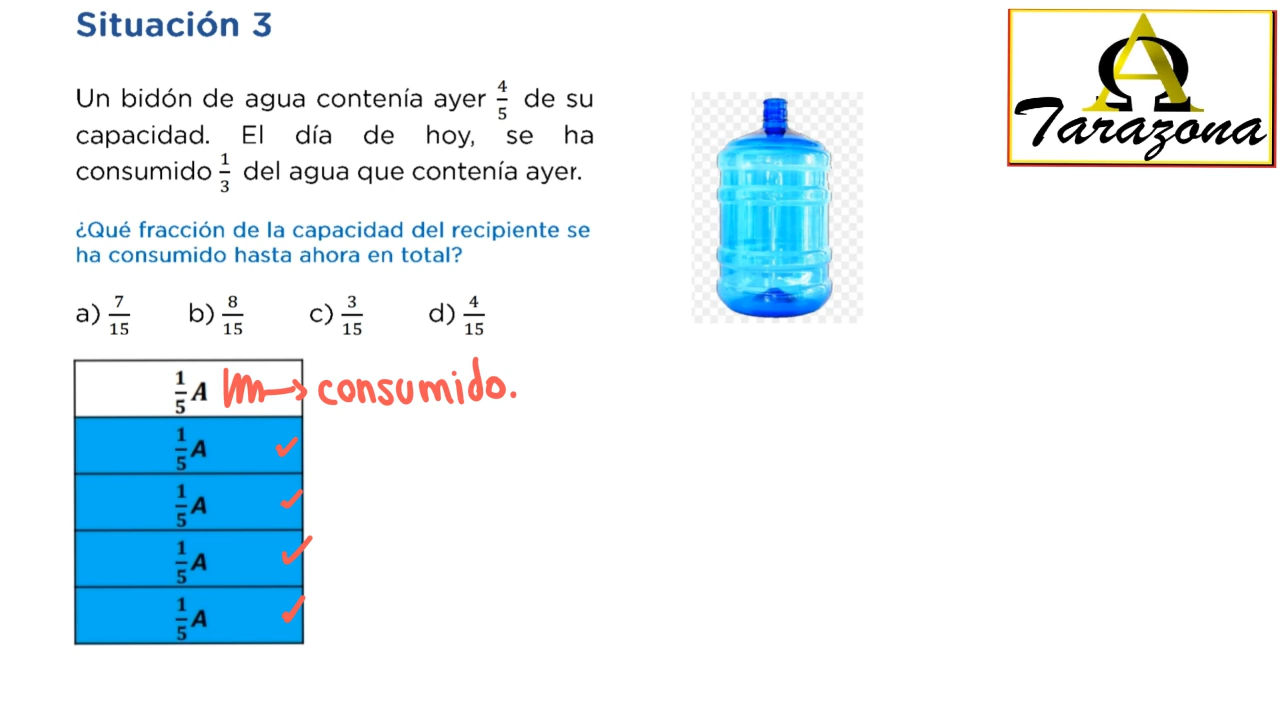 Situación 3
Un bidón de agua contenía ayer 4/5 de su
capacidad. El día de hoy, se ha
consumido 1/3 del agua que contenía ayer.
¿Qué fracción de la capacidad del recipiente se
ha consumido hasta ahora en total?
a) 7/15 b) 8/15 c) 3/15 d) 4/15
1/5 A → consumido.
1/5 A ✓
1/5 A ✓
1/5 A ✓
1/5 A ✓
A Ω
Tarazona